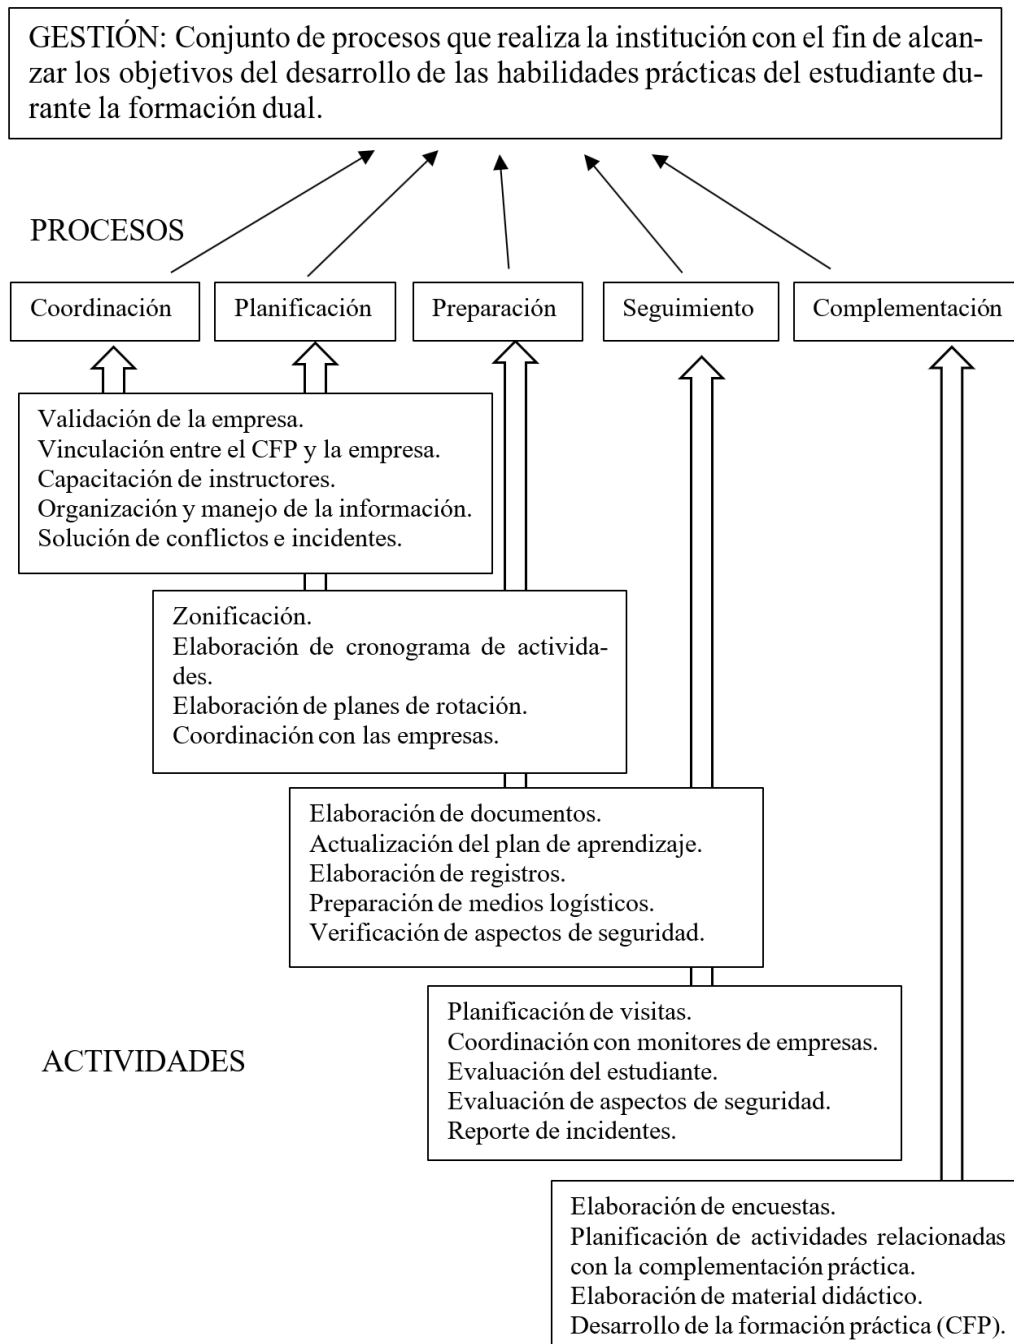 GESTIÓN: Conjunto de procesos que realiza la institución con el fin de alcan-
zar los objetivos del desarrollo de las habilidades prácticas del estudiante du-
rante la formación dual.
PROCESOS
Coordinación
Planificación
Preparación
Seguimiento
Complementación
Validación de la empresa.
Vinculación entre el CFP y la empresa.
Capacitación de instructores.
Organización y manejo de la información.
Solución de conflictos e incidentes.
Zonificación.
Elaboración de cronograma de activida-
des.
Elaboración de planes de rotación.
Coordinación con las empresas.
Elaboración de documentos.
Actualización del plan de aprendizaje.
Elaboración de registros.
Preparación de medios logísticos.
Verificación de aspectos de seguridad.
ACTIVIDADES
Planificación de visitas.
Coordinación con monitores de empresas.
Evaluación del estudiante.
Evaluación de aspectos de seguridad.
Reporte de incidentes.
Elaboración de encuestas.
Planificación de actividades relacionadas
con la complementación práctica.
Elaboración de material didáctico.
Desarrollo de la formación práctica (CFP).